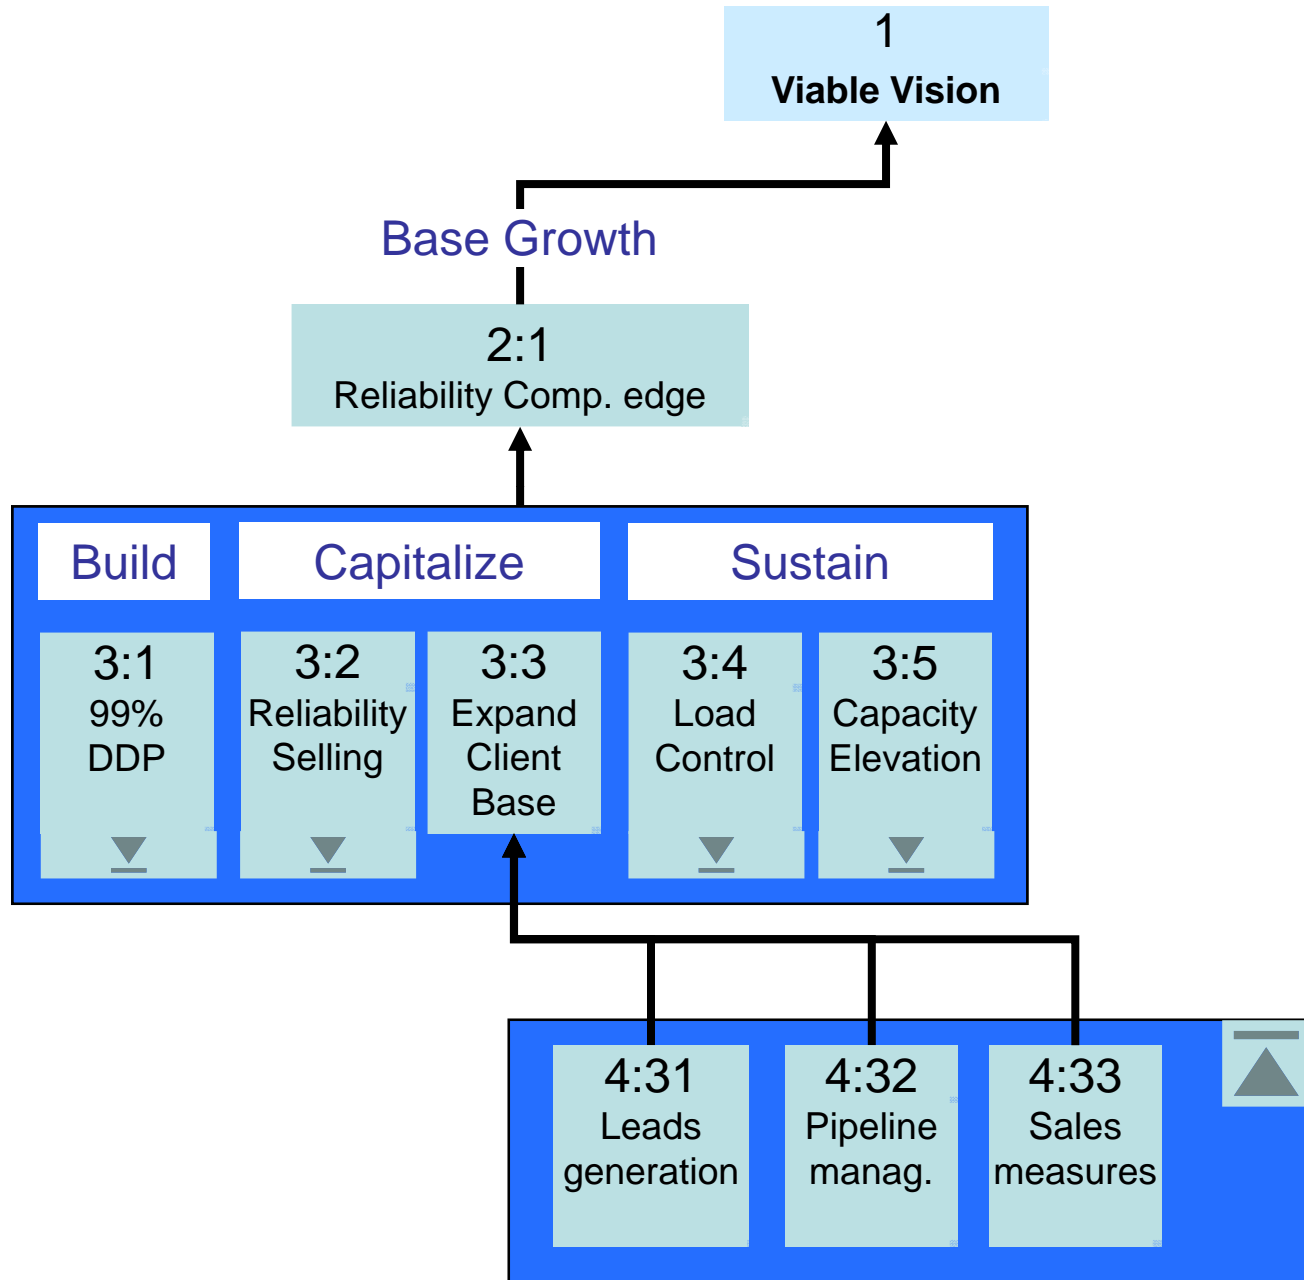 1
Viable Vision
Base Growth
2:1
Reliability Comp. edge
Build
Capitalize
Sustain
3:1
99%
DDP
3:2
Reliability
Selling
3:3
Expand
Client
Base
3:4
Load
Control
3:5
Capacity
Elevation
4:31
Leads
generation
4:32
Pipeline
manag.
4:33
Sales
measures